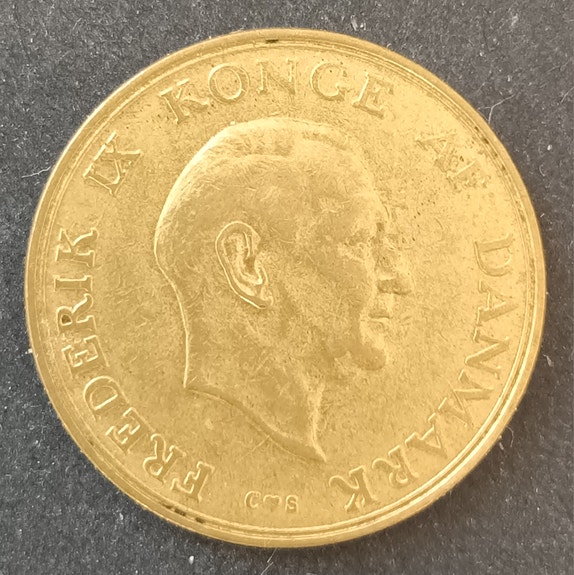 FREDERIK IX KONGE AF DANMARK
C♥S